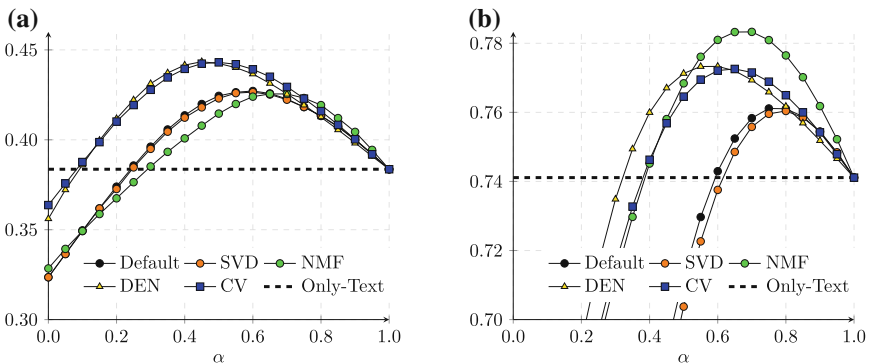 (a)
0.45
0.40
0.35
0.30
Default SVD NMF
DEN CV Only-Text
0.0 0.2 0.4 0.6 0.8 1.0
α
(b)
0.78
0.76
0.74
0.72
0.70
Default SVD NMF
DEN CV Only-Text
0.0 0.2 0.4 0.6 0.8 1.0
α